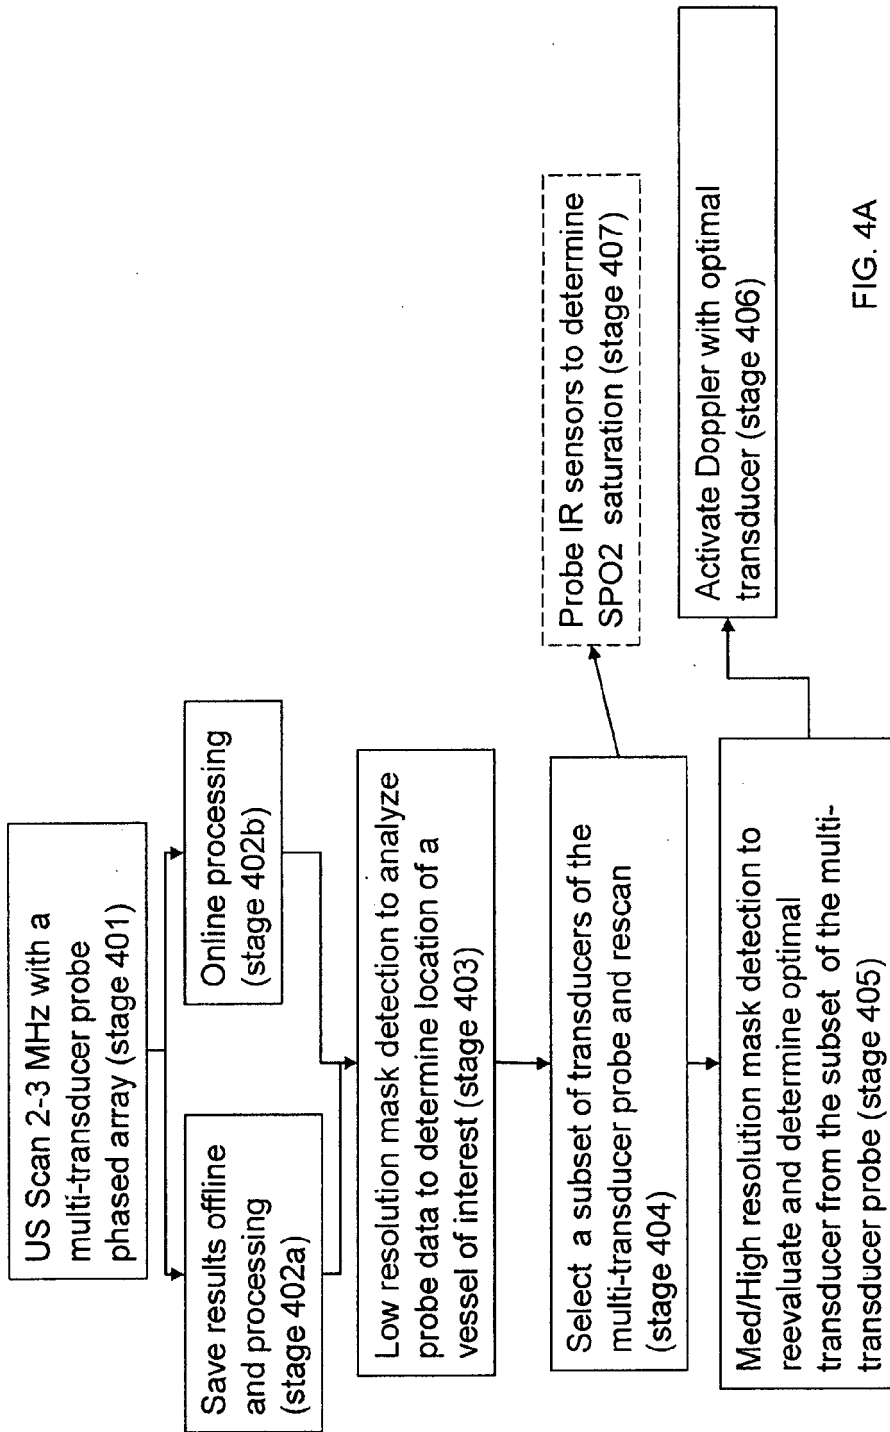 US Scan 2-3 MHz with a
multi-transducer probe
phased array (stage 401)
Save results offline
and processing
(stage 402a)
Online processing
(stage 402b)
Low resolution mask detection to analyze
probe data to determine location of a
vessel of interest (stage 403)
Select a subset of transducers of the
multi-transducer probe and rescan
(stage 404)
Probe IR sensors to determine
SPO2 saturation (stage 407)
Med/High resolution mask detection to
reevaluate and determine optimal
transducer from the subset of the multi-
transducer probe (stage 405)
Activate Doppler with optimal
transducer (stage 406)
FIG. 4A